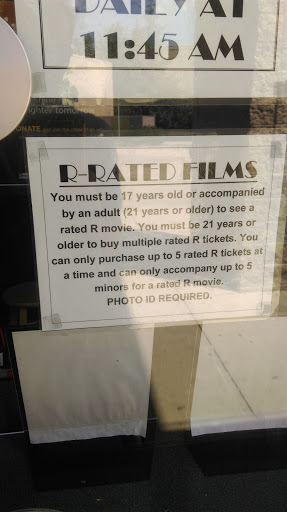 DAILY AT
11:45 AM
ighter tomorrow
DONATE
R-RATED FILMS
You must be 17 years old or accompanied
by an adult (21 years or older) to see a
rated R movie. You must be 21 years or
older to buy multiple rated R tickets. You
can only purchase up to 5 rated R tickets at
a time and can only accompany up to 5
minors for a rated R movie.
PHOTO ID REQUIRED.